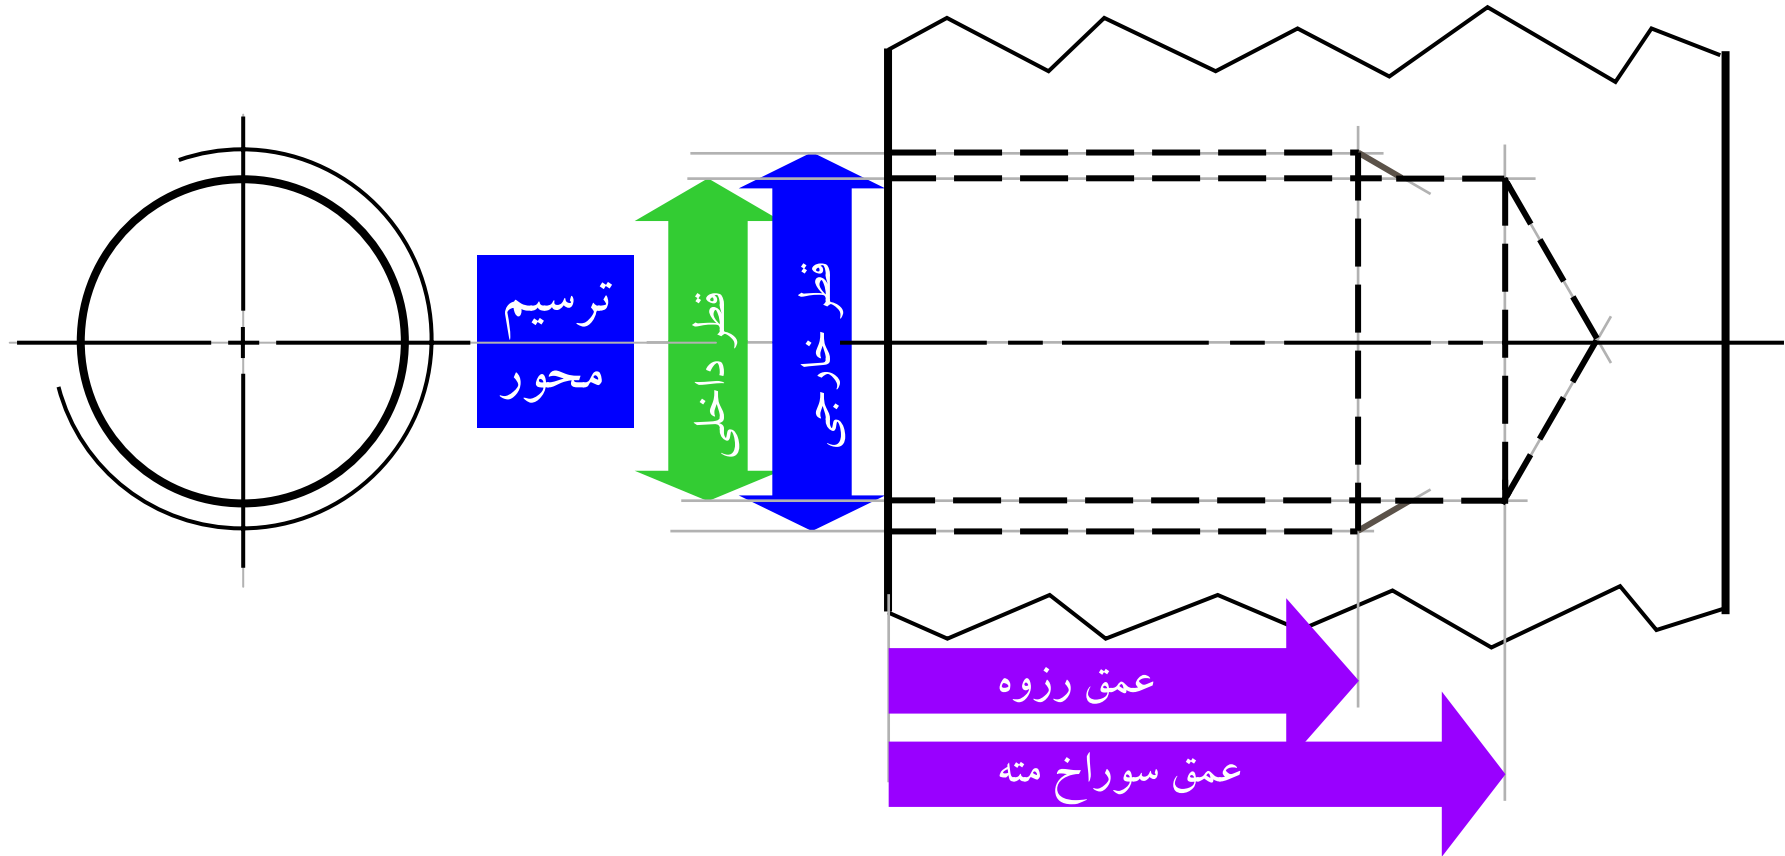 ترسیم
محور
قطر داخلی
قطر خارجی
عمق رزوه
عمق سوراخ مته